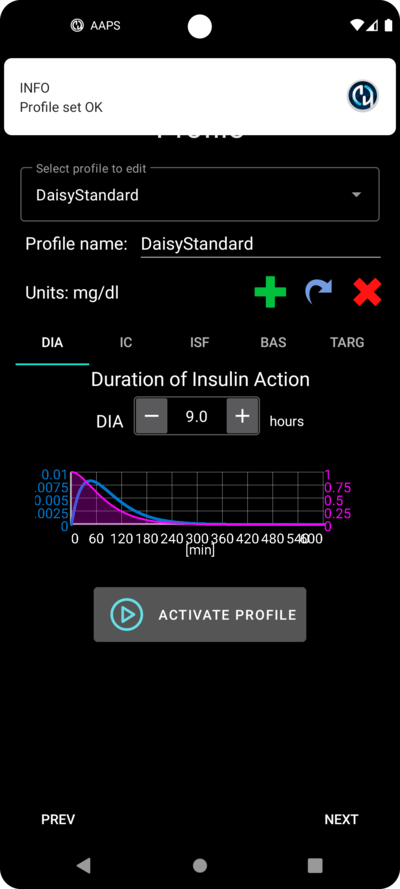 AAPS
INFO
Profile set OK
Profile
Select profile to edit
DaisyStandard
Profile name: DaisyStandard
Units: mg/dl
DIA IC ISF BAS TARG
Duration of Insulin Action
DIA − 9.0 + hours
0.01 1
.0075 0.75
0.005 0.5
.0025 0.25
0 0
0 60 120 180 240 300 360 420 480 540 600
[min]
ACTIVATE PROFILE
PREV NEXT